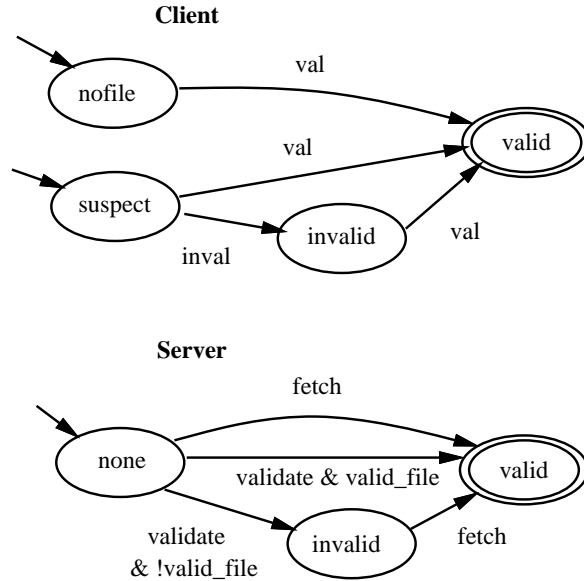 Client
val
nofile
valid
val
suspect
invalid
val
inval
Server
fetch
none
valid
validate & valid_file
validate
& !valid_file
invalid
fetch